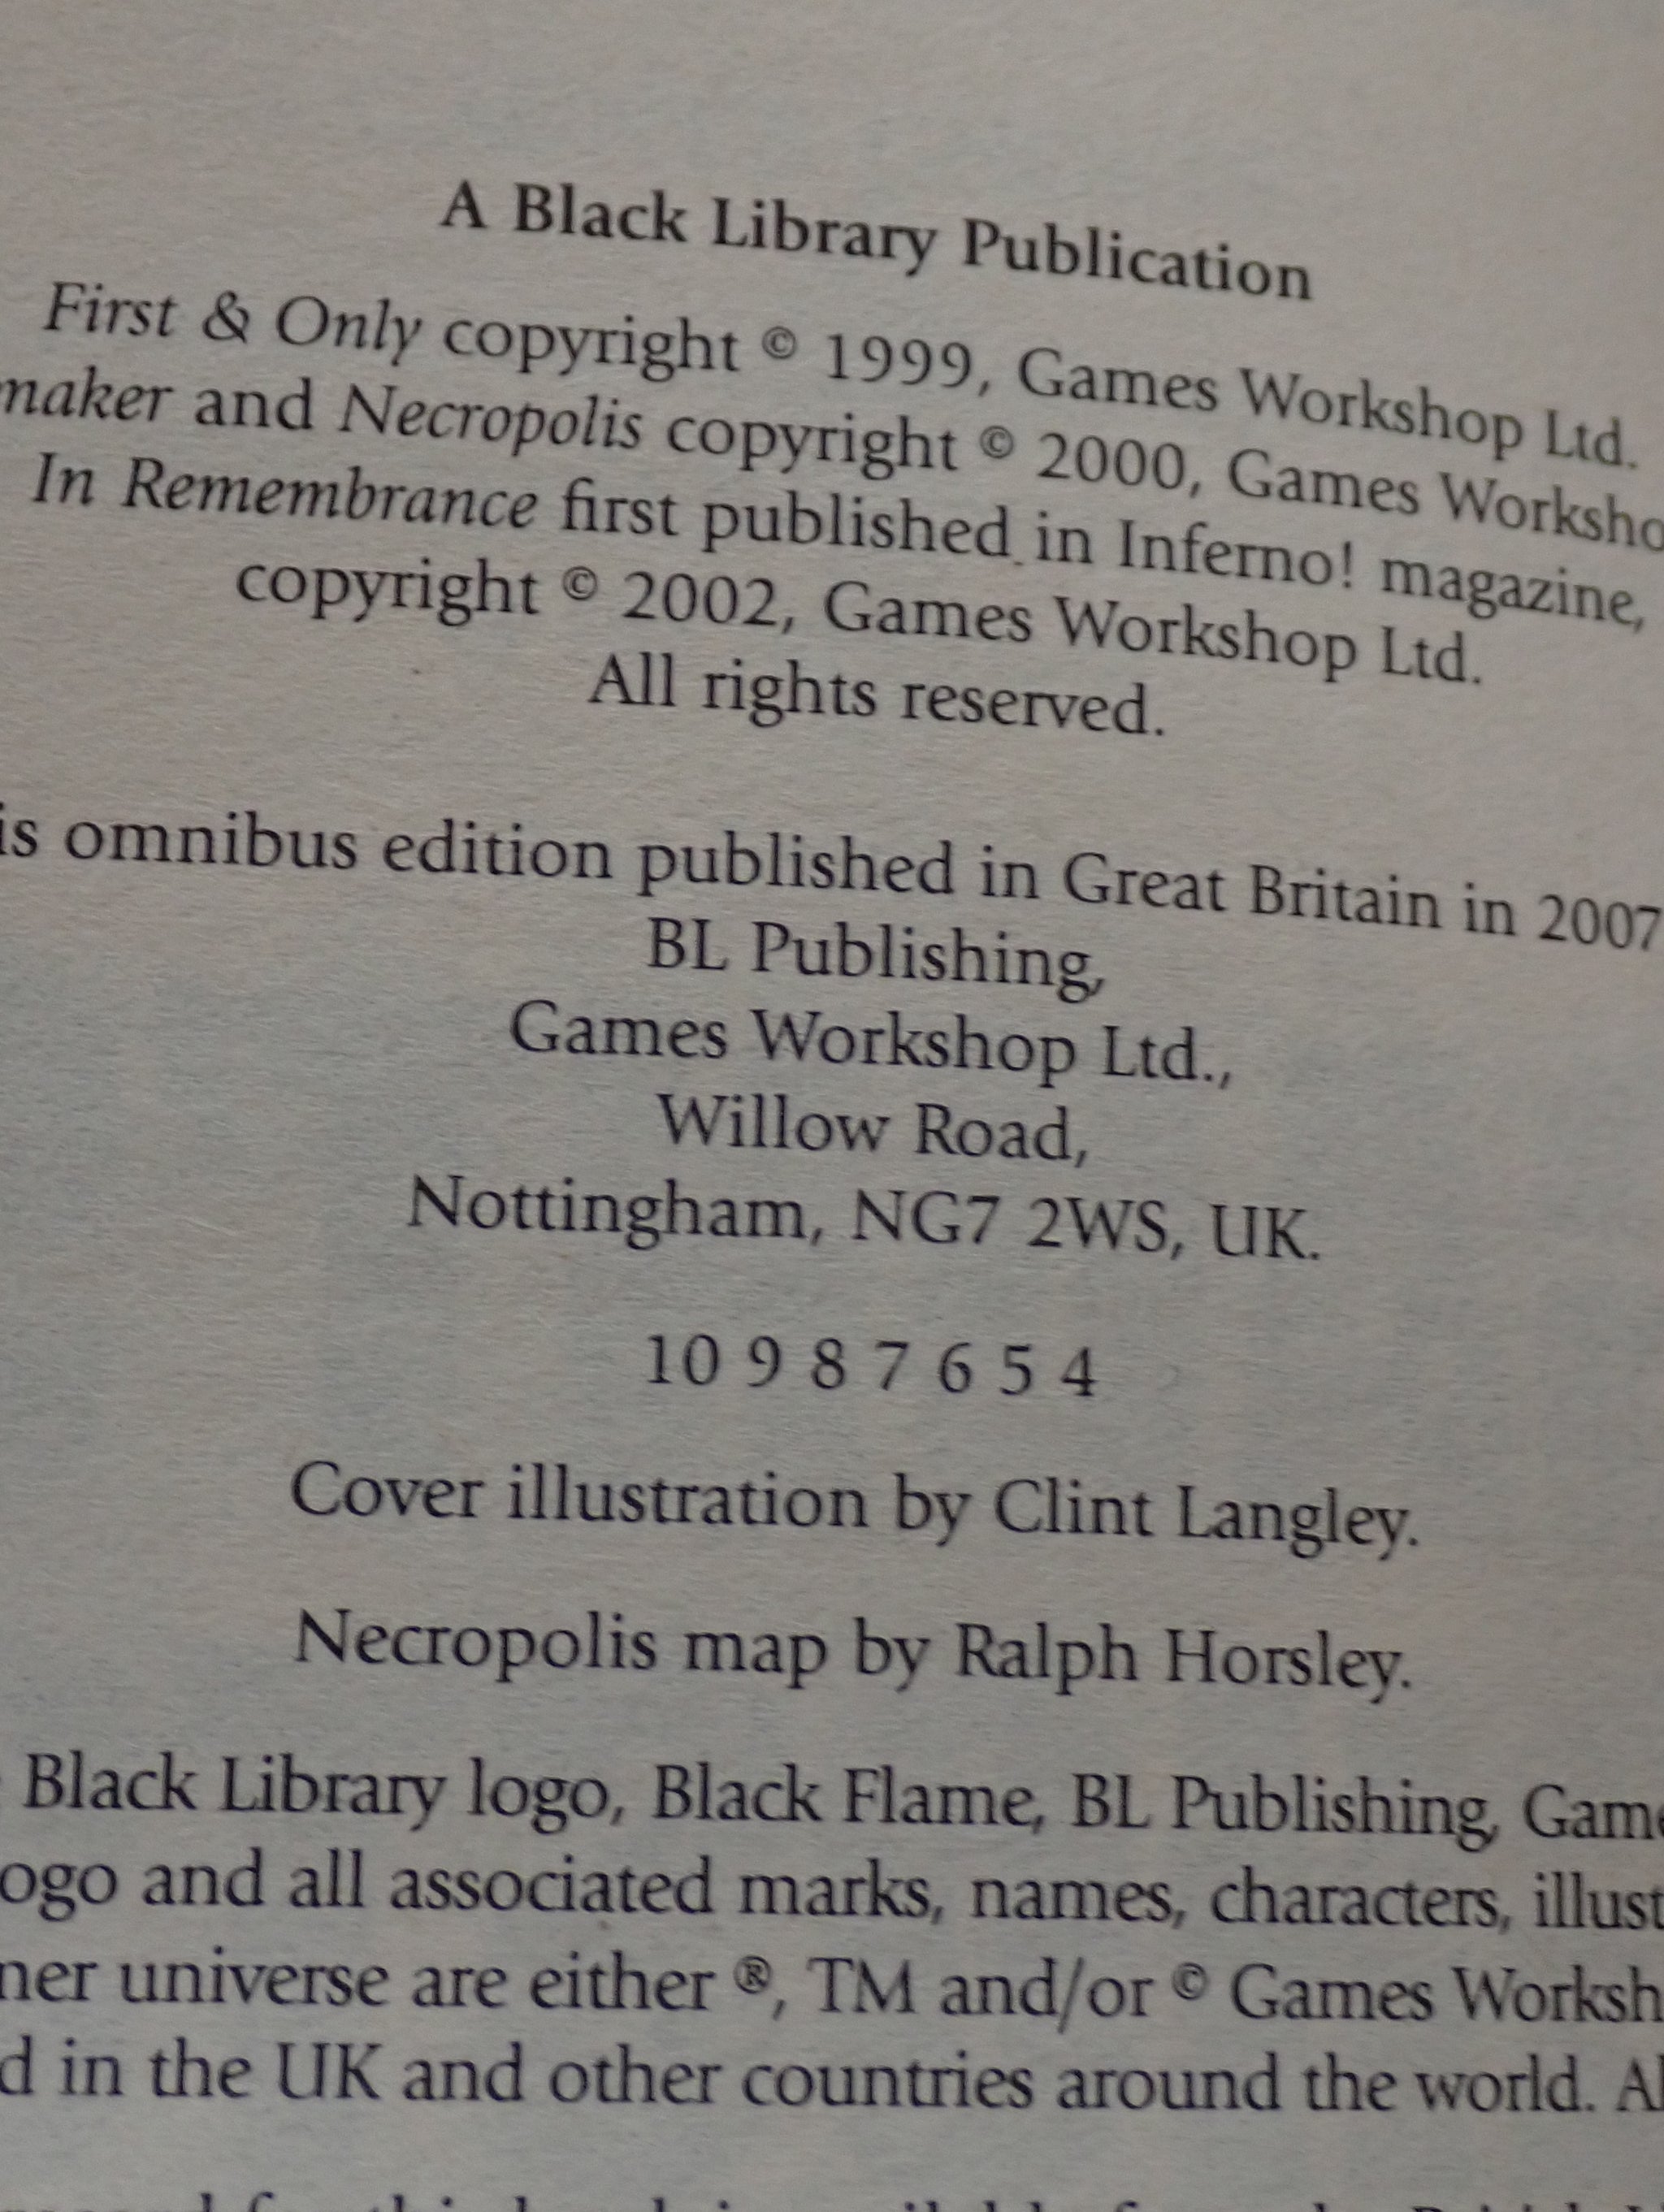 A Black Library Publication
First & Only copyright © 1999, Games Workshop Ltd.
maker and Necropolis copyright © 2000, Games Worksho
In Remembrance first published in Inferno! magazine,
copyright © 2002, Games Workshop Ltd.
All rights reserved.
is omnibus edition published in Great Britain in 2007
BL Publishing,
Games Workshop Ltd.,
Willow Road,
Nottingham, NG7 2WS, UK.
10 9 8 7 6 5 4
Cover illustration by Clint Langley.
Necropolis map by Ralph Horsley.
Black Library logo, Black Flame, BL Publishing, Game
ogo and all associated marks, names, characters, illust
ner universe are either ®, TM and/or © Games Worksh
d in the UK and other countries around the world. Al